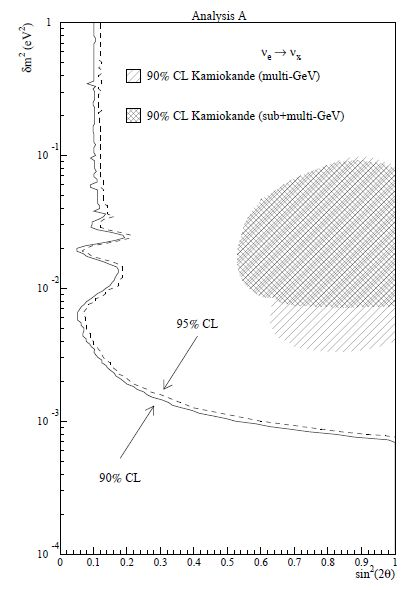 Analysis A
δm² (eV²)
νe → νx
90% CL Kamiokande (multi-GeV)
90% CL Kamiokande (sub+multi-GeV)
1
10⁻¹
10⁻²
95% CL
10⁻³
90% CL
10⁻⁴
0 0.1 0.2 0.3 0.4 0.5 0.6 0.7 0.8 0.9 1
sin²(2θ)